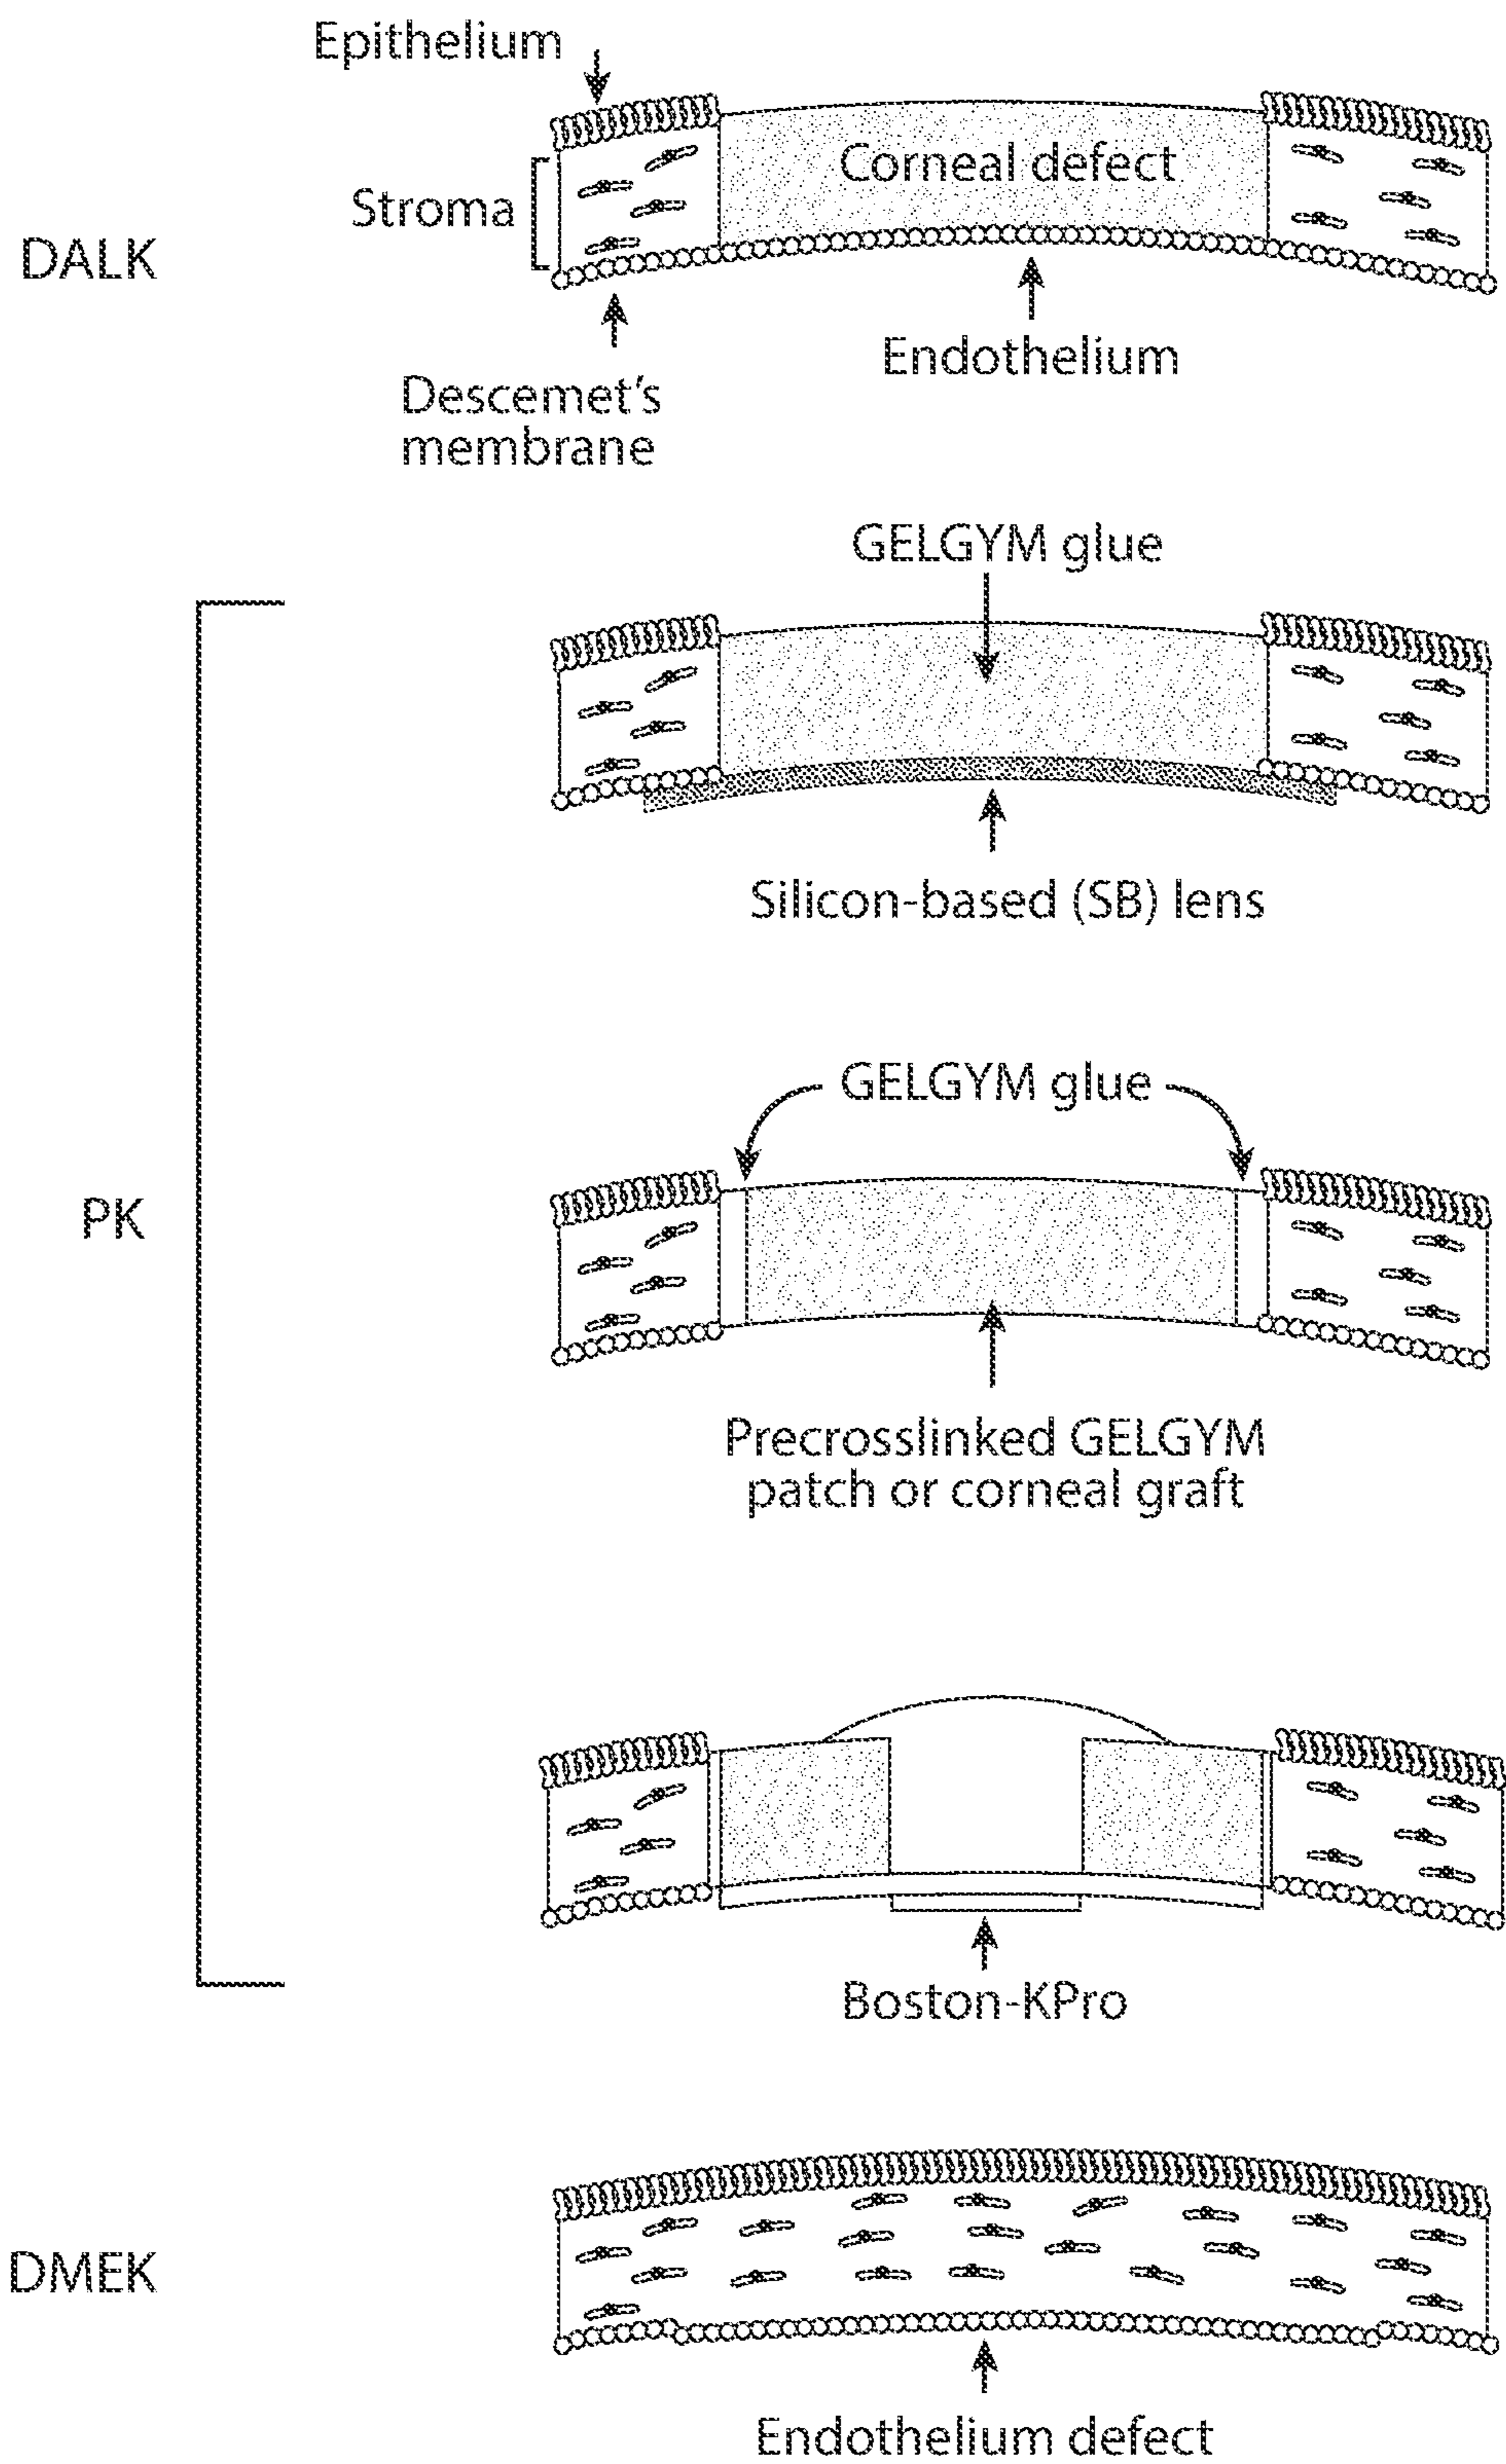 Epithelium
Corneal defect
Stroma
DALK
Endothelium
Descemet's
membrane
GELGYM glue
Silicon-based (SB) lens
GELGYM glue
PK
Precrosslinked GELGYM
patch or corneal graft
Boston-KPro
DMEK
Endothelium defect